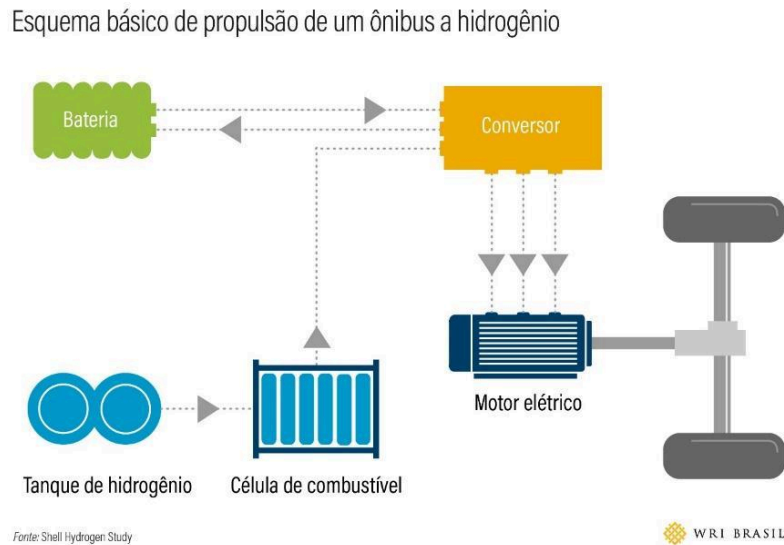 Esquema básico de propulsão de um ônibus a hidrogênio
Bateria
Conversor
Motor elétrico
Tanque de hidrogênio
Célula de combustível
Fonte: Shell Hydrogen Study
WRI BRASIL